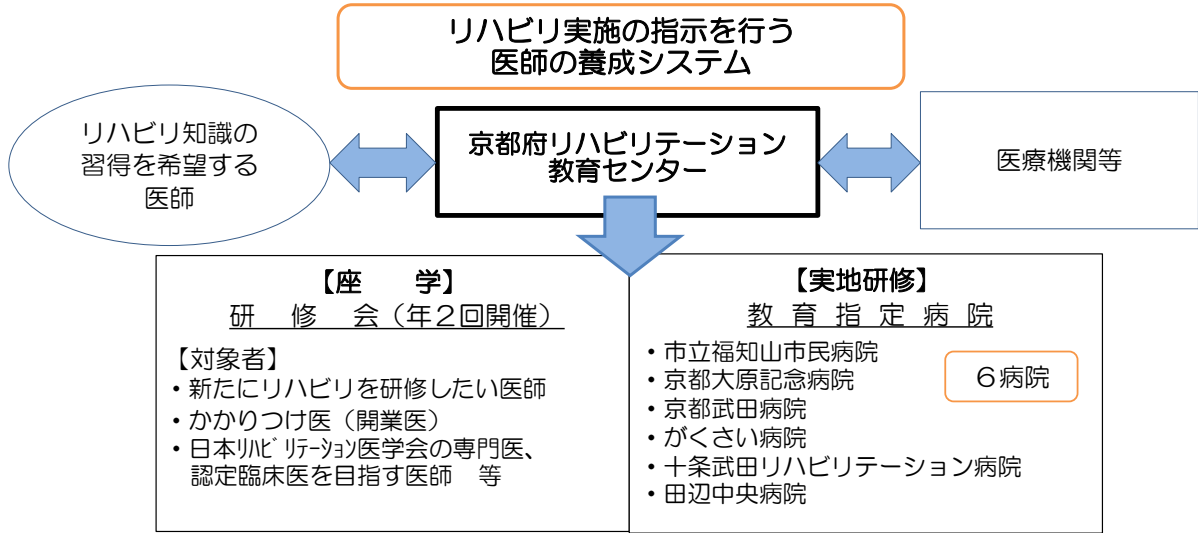 リハビリ実施の指示を行う
医師の養成システム
リハビリ知識の
習得を希望する
医師
京都府リハビリテーション
教育センター
医療機関等
【座　　学】
研　修　会（年２回開催）
【対象者】
・新たにリハビリを研修したい医師
・かかりつけ医（開業医）
・日本ﾘﾊﾋﾞﾘﾃｰｼｮﾝ医学会の専門医、
認定臨床医を目指す医師　等
【実地研修】
教 育 指 定 病 院
・市立福知山市民病院
・京都大原記念病院
・京都武田病院
・がくさい病院
・十条武田リハビリテーション病院
・田辺中央病院
６病院